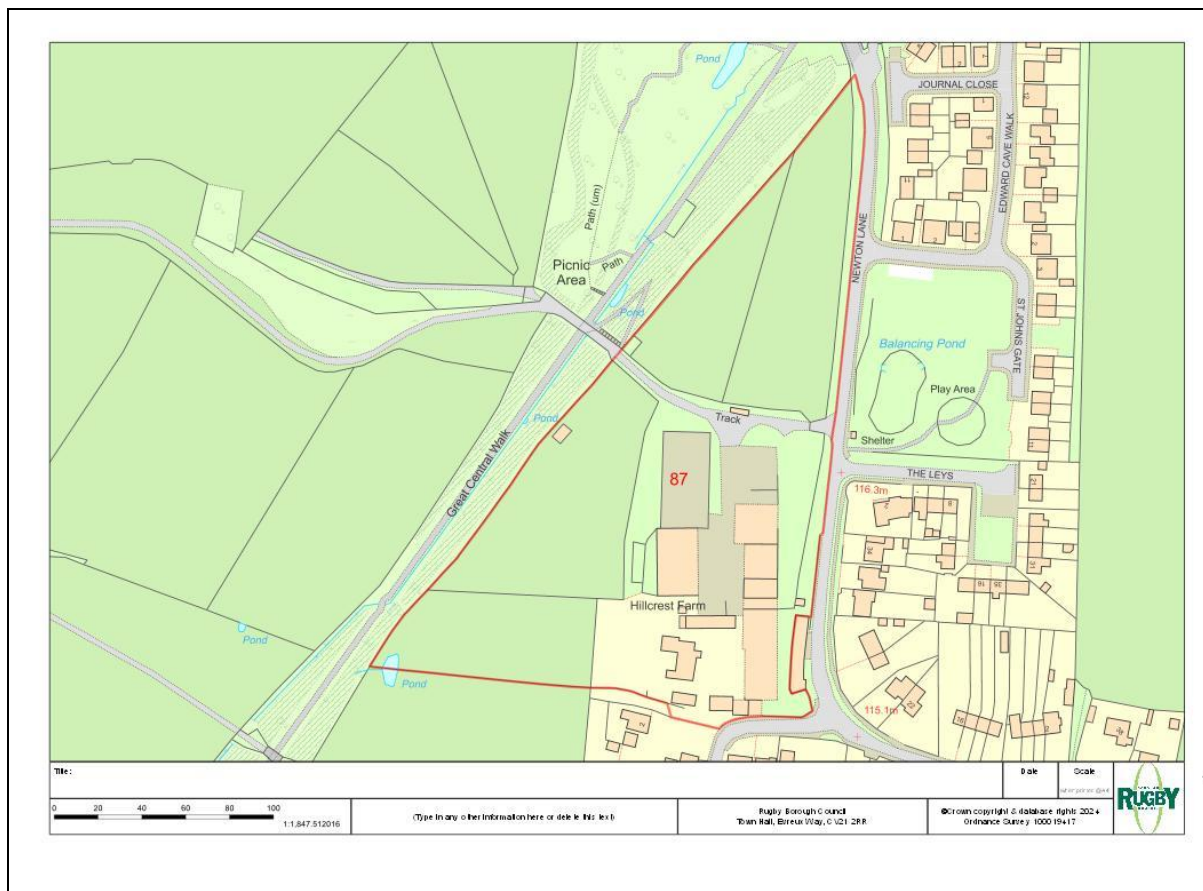 Pond
JOURNAL CLOSE
EDWARD CAVE WALK
Path (um)
NEWTON LANE
Picnic
Area
Path
Pond
ST. JOHNS GATE
Balancing Pond
Play Area
Pond
Track
Shelter
Great Central Walk
THE LEYS
87
116.3m
Hillcrest Farm
Pond
Pond
115.1m
Title:
Date
Scale
0 20 40 60 80 100
1:1,847.512016
(Type in any other information here or delete this text)
Rugby Borough Council
Town Hall, Evreux Way, CV21 2RR
©Crown copyright & database rights 2024
Ordnance Survey 100019417
RUGBY